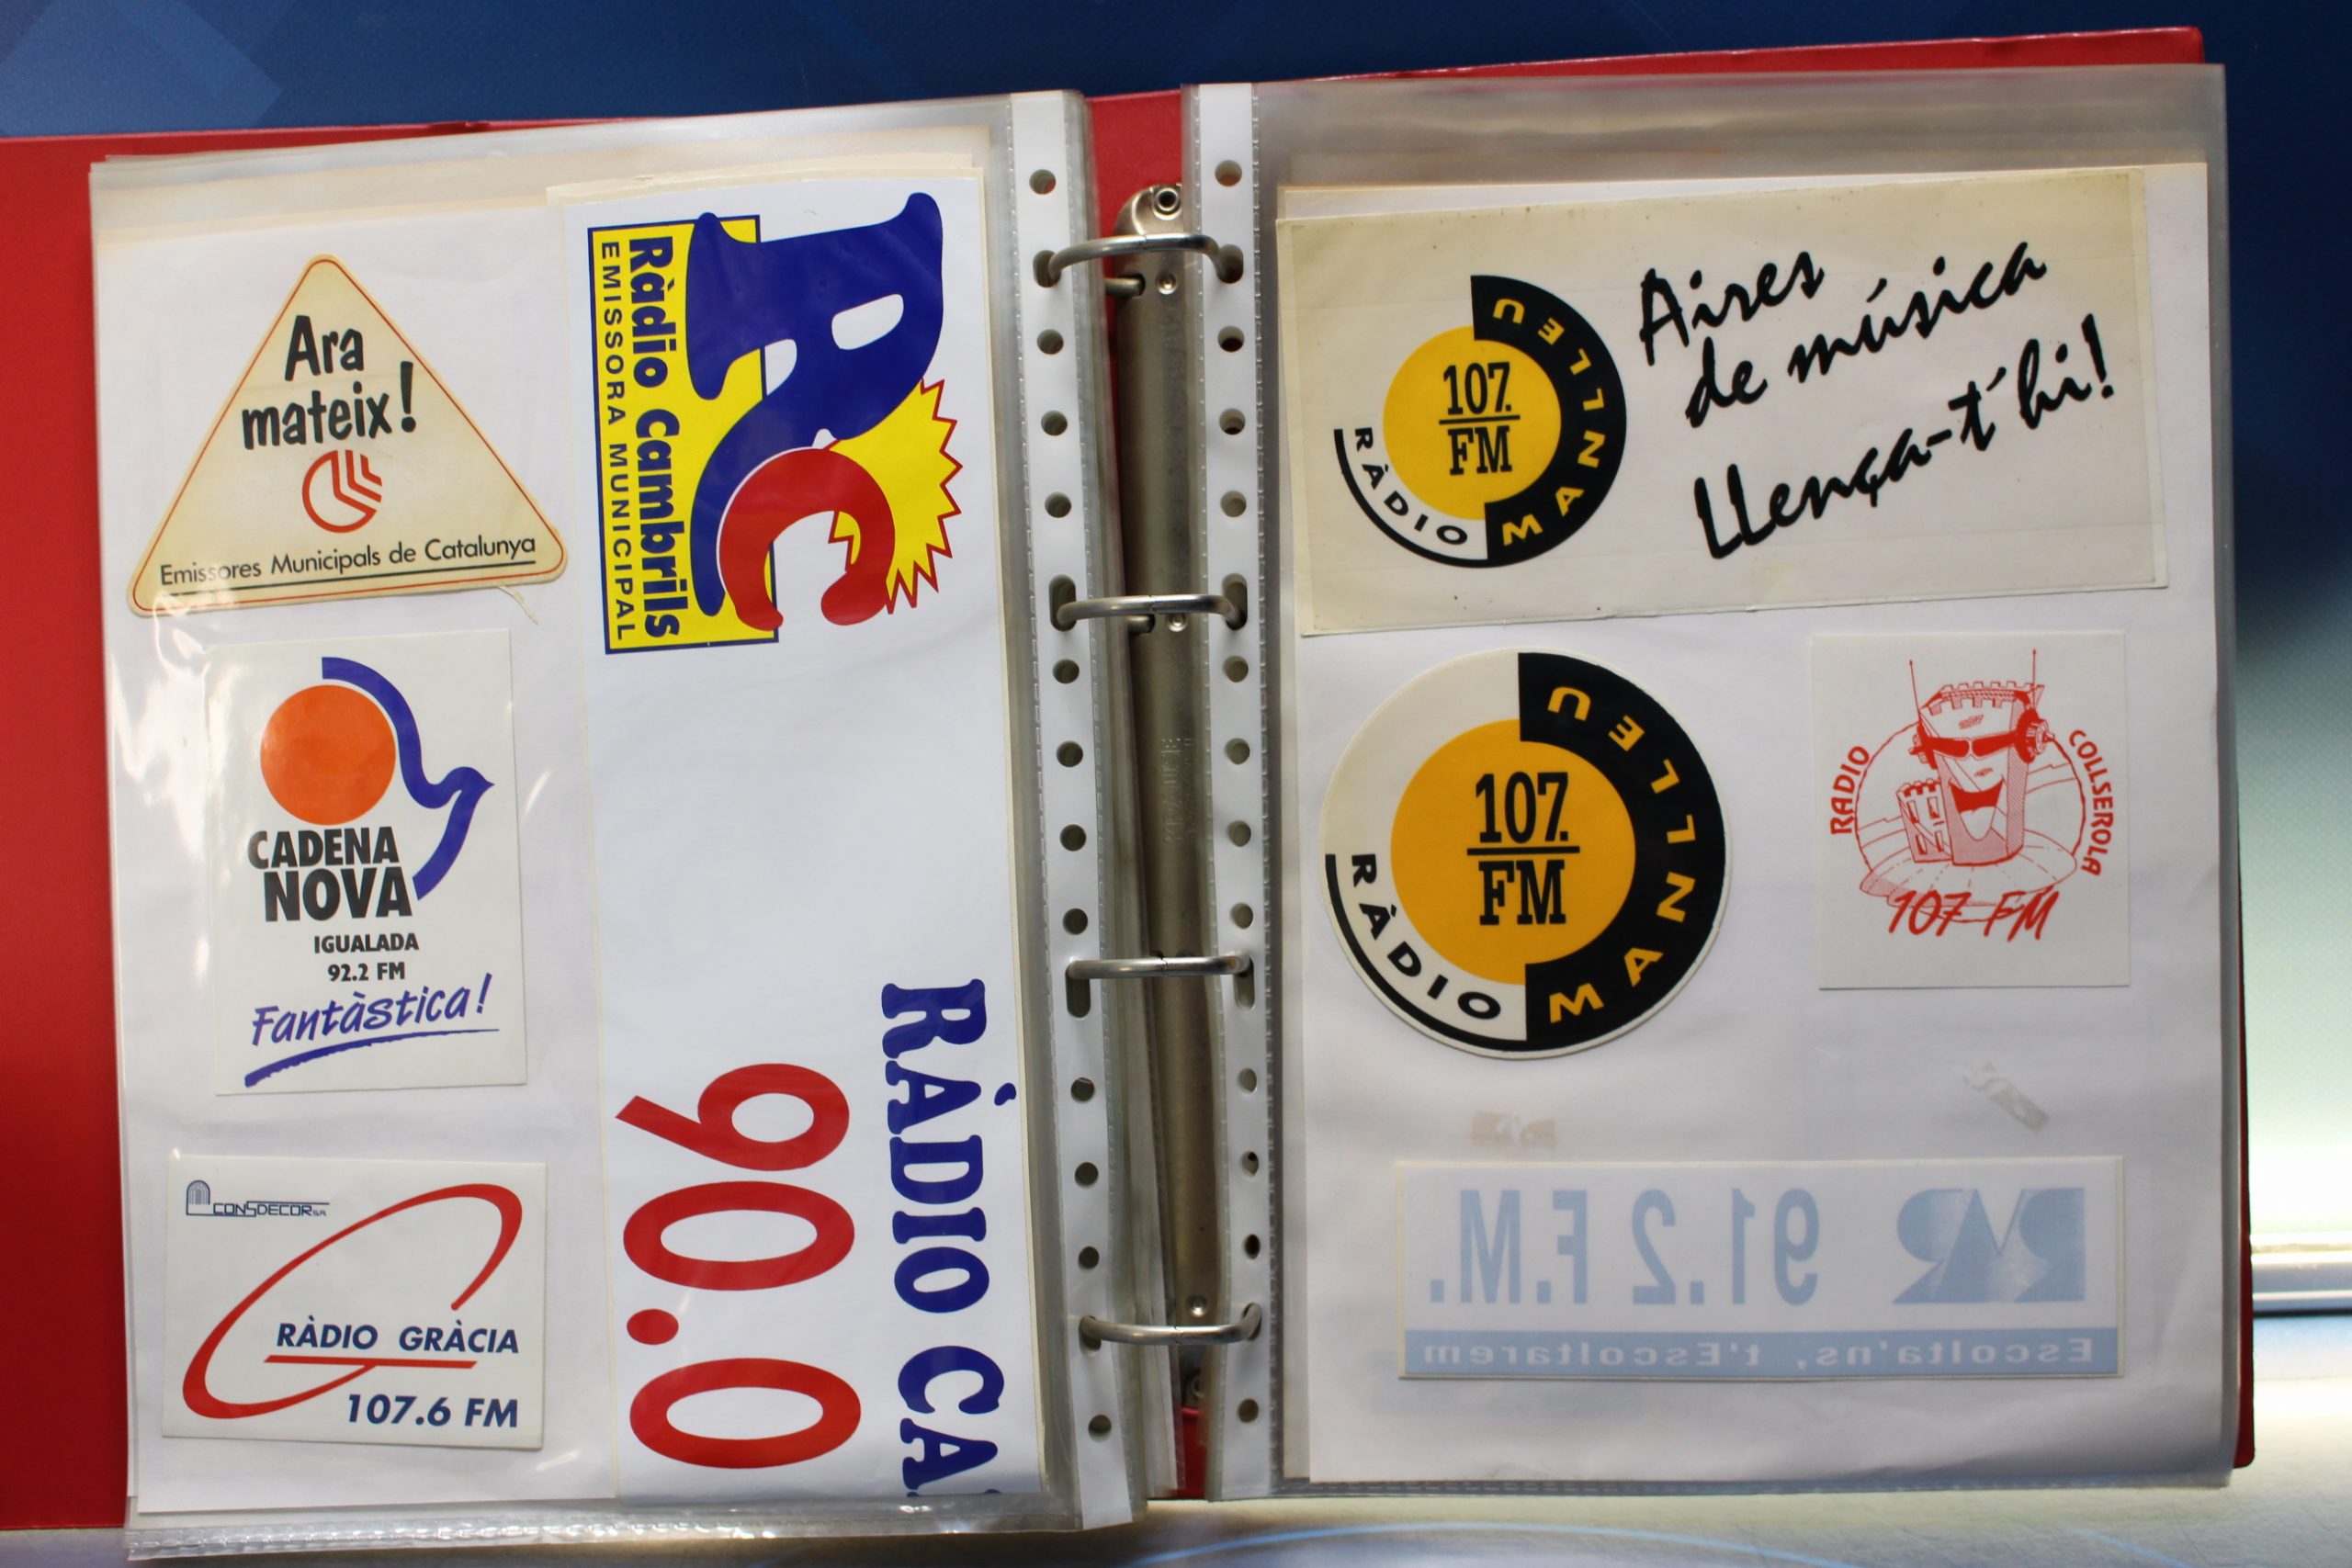 Ara
mateix!
Emissores Municipals de Catalunya
CADENA
NOVA
IGUALADA
92.2 FM
Fantàstica!
CONSDECOR S.A.
RÀDIO GRÀCIA
107.6 FM
RC
Ràdio Cambrils
EMISSORA MUNICIPAL
RÀDIO CA
90.0
RÀDIO MANLLEU
107.
FM
Aires
de música
Llença-t'hi!
RÀDIO MANLLEU
107.
FM
RADIO COLLSEROLA
107 FM
91.2 F.M.
Escolta'ns, t'Escoltarem